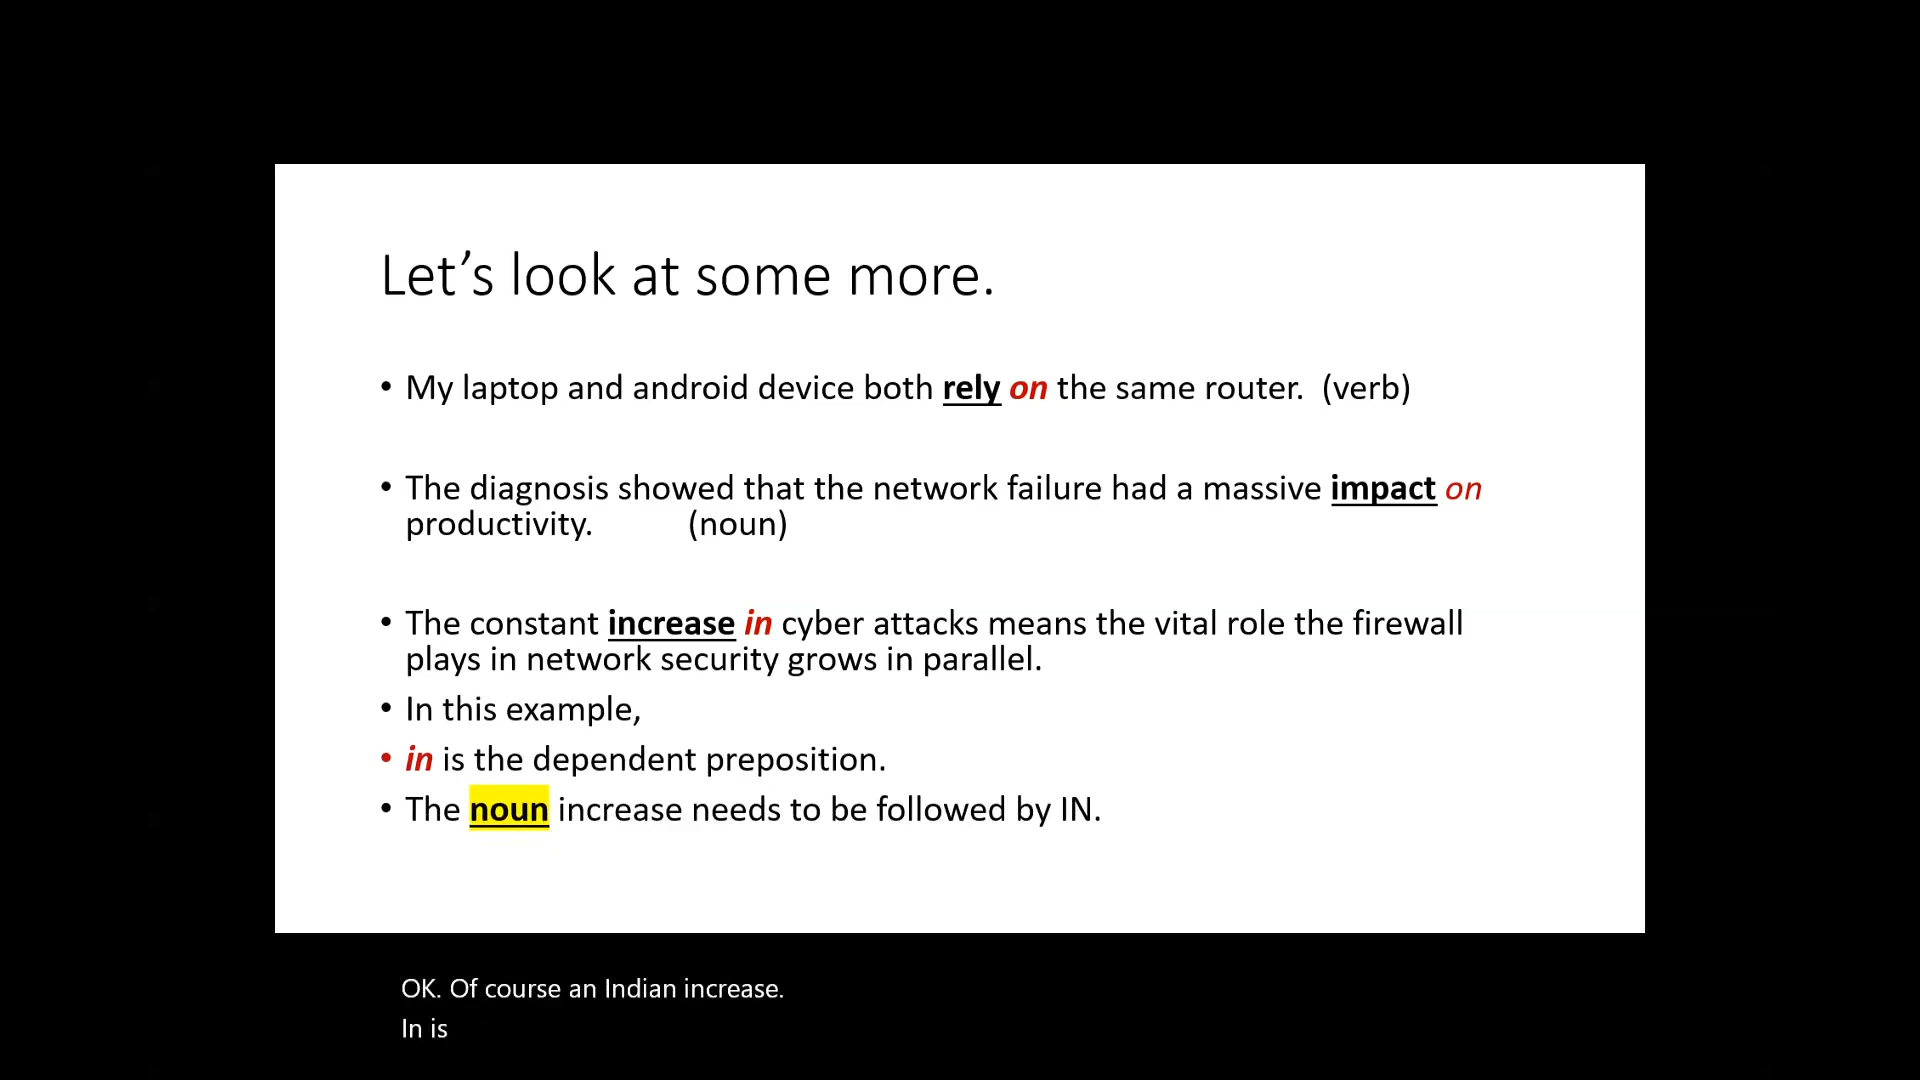 Let’s look at some more.
• My laptop and android device both rely on the same router. (verb)
• The diagnosis showed that the network failure had a massive impact on
productivity. (noun)
• The constant increase in cyber attacks means the vital role the firewall
plays in network security grows in parallel.
• In this example,
• in is the dependent preposition.
• The noun increase needs to be followed by IN.
OK. Of course an Indian increase.
In is